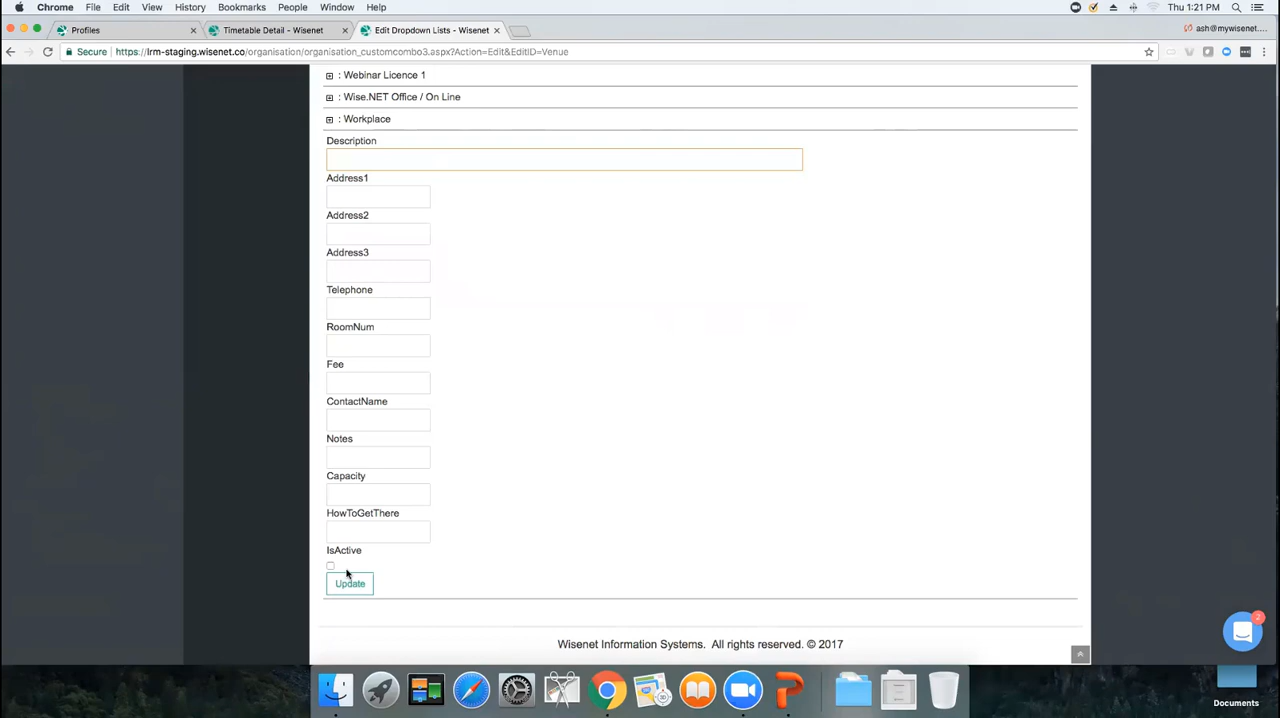 Chrome File Edit View History Bookmarks People Window Help Thu 1:21 PM
Profiles Timetable Detail - Wisenet Edit Dropdown Lists - Wisenet ash@mywisenet....
Secure https://lrm-staging.wisenet.co/organisation/organisation_customcombo3.aspx?Action=Edit&EditID=Venue
: Webinar Licence 1
: Wise.NET Office / On Line
: Workplace
Description
Address1
Address2
Address3
Telephone
RoomNum
Fee
ContactName
Notes
Capacity
HowToGetThere
IsActive
Update
Wisenet Information Systems. All rights reserved. © 2017
2
Documents